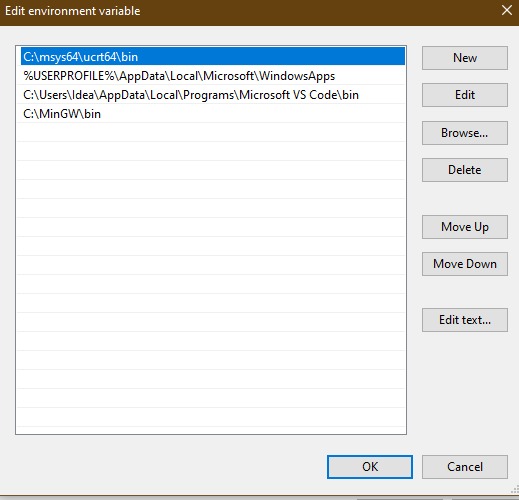 Edit environment variable
C:\msys64\ucrt64\bin
%USERPROFILE%\AppData\Local\Microsoft\WindowsApps
C:\Users\Idea\AppData\Local\Programs\Microsoft VS Code\bin
C:\MinGW\bin
New
Edit
Browse...
Delete
Move Up
Move Down
Edit text...
OK
Cancel